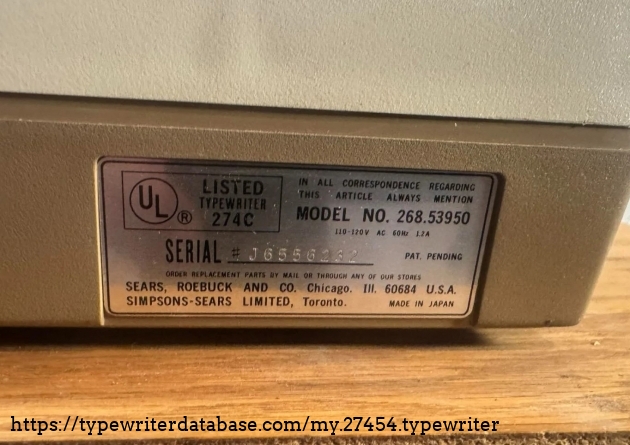 UL ®
LISTED
TYPEWRITER
274C
IN ALL CORRESPONDENCE REGARDING
THIS ARTICLE ALWAYS MENTION
MODEL NO. 268.53950
110-120V AC 60Hz 1.2A
SERIAL # J6556232
PAT. PENDING
ORDER REPLACEMENT PARTS BY MAIL OR THROUGH ANY OF OUR STORES
SEARS, ROEBUCK AND CO. Chicago. Ill. 60684 U.S.A.
SIMPSONS-SEARS LIMITED, Toronto. MADE IN JAPAN
https://typewriterdatabase.com/my.27454.typewriter